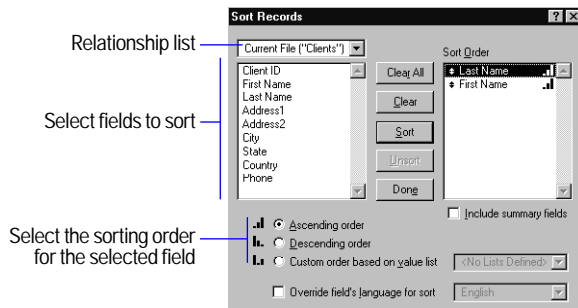 Sort Records
Relationship list
Current File ("Clients")
Sort Order
Client ID
First Name
Last Name
Address1
Address2
City
State
Country
Phone
Select fields to sort
Clear All
Clear
Sort
Unsort
Done
Last Name
First Name
Include summary fields
Select the sorting order
for the selected field
Ascending order
Descending order
Custom order based on value list
<No Lists Defined>
Override field's language for sort
English